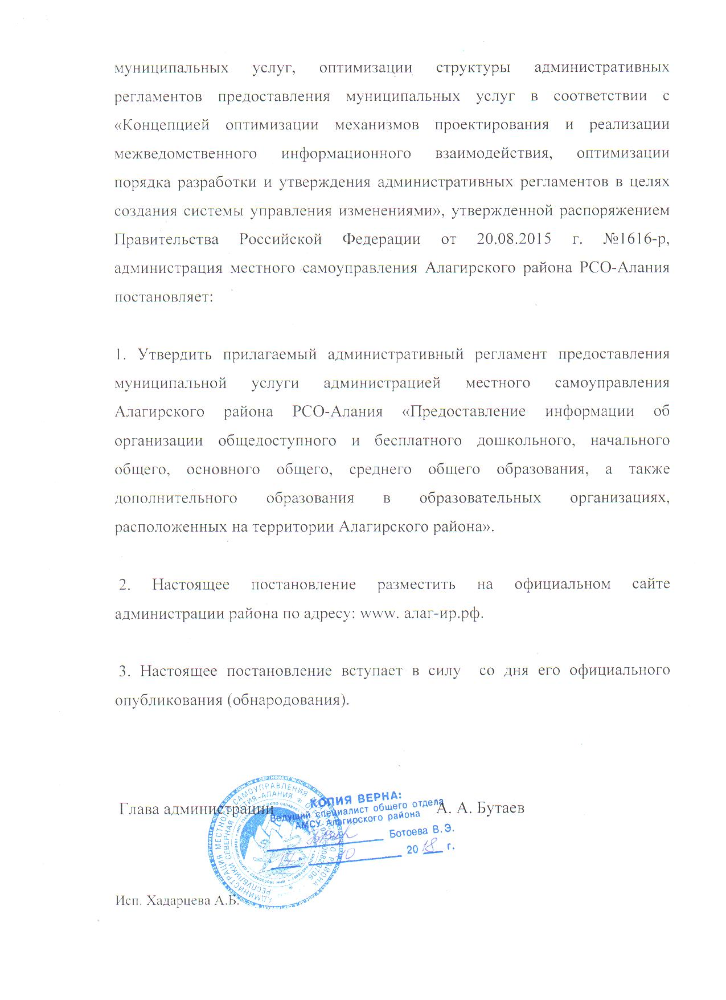 муниципальных услуг, оптимизации структуры административных
регламентов предоставления муниципальных услуг в соответствии с
«Концепцией оптимизации механизмов проектирования и реализации
межведомственного информационного взаимодействия, оптимизации
порядка разработки и утверждения административных регламентов в целях
создания системы управления изменениями», утвержденной распоряжением
Правительства Российской Федерации от 20.08.2015 г. №1616-р,
администрация местного самоуправления Алагирского района РСО-Алания
постановляет:
1. Утвердить прилагаемый административный регламент предоставления
муниципальной услуги администрацией местного самоуправления
Алагирского района РСО-Алания «Предоставление информации об
организации общедоступного и бесплатного дошкольного, начального
общего, основного общего, среднего общего образования, а также
дополнительного образования в образовательных организациях,
расположенных на территории Алагирского района».
2. Настоящее постановление разместить на официальном сайте
администрации района по адресу: www. алаг-ир.рф.
3. Настоящее постановление вступает в силу со дня его официального
опубликования (обнародования).
Глава администрации А. А. Бутаев
КОПИЯ ВЕРНА:
Ведущий специалист общего отдела
АМСУ Алагирского района
Ботоева В.Э.
« 17 » 10 20 18 г.
Исп. Хадарцева А.Б.